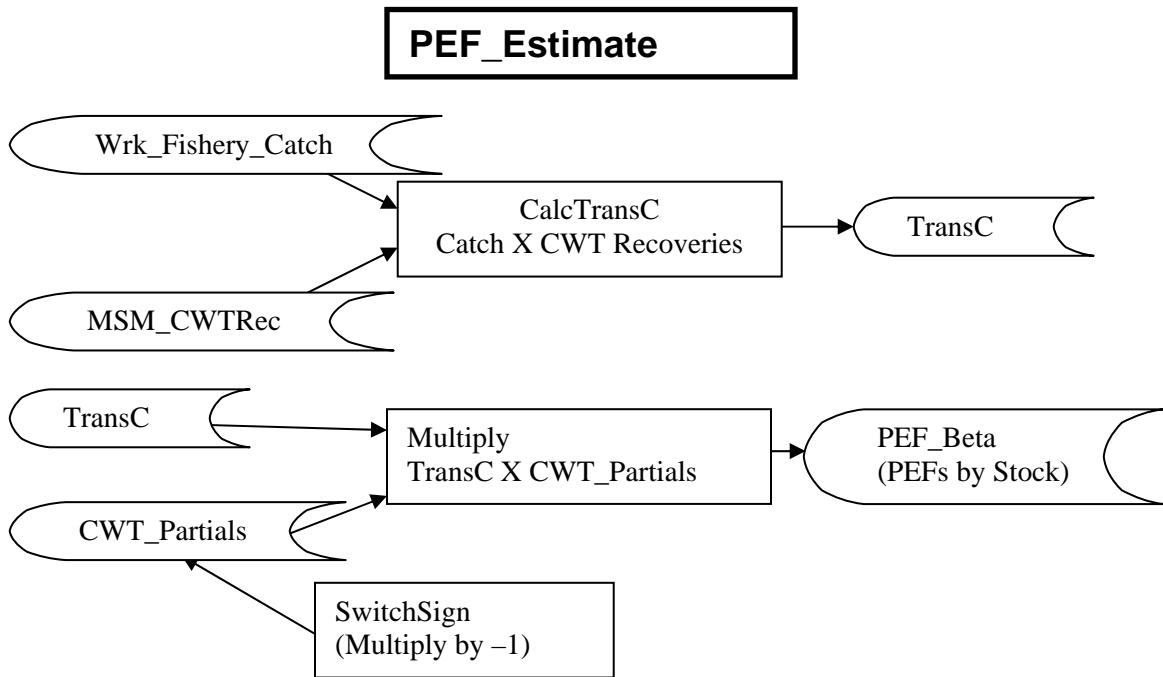 PEF_Estimate
Wrk_Fishery_Catch
CalcTransC
Catch X CWT Recoveries
TransC
MSM_CWTRec
TransC
Multiply
TransC X CWT_Partials
PEF_Beta
(PEFs by Stock)
CWT_Partials
SwitchSign
(Multiply by –1)